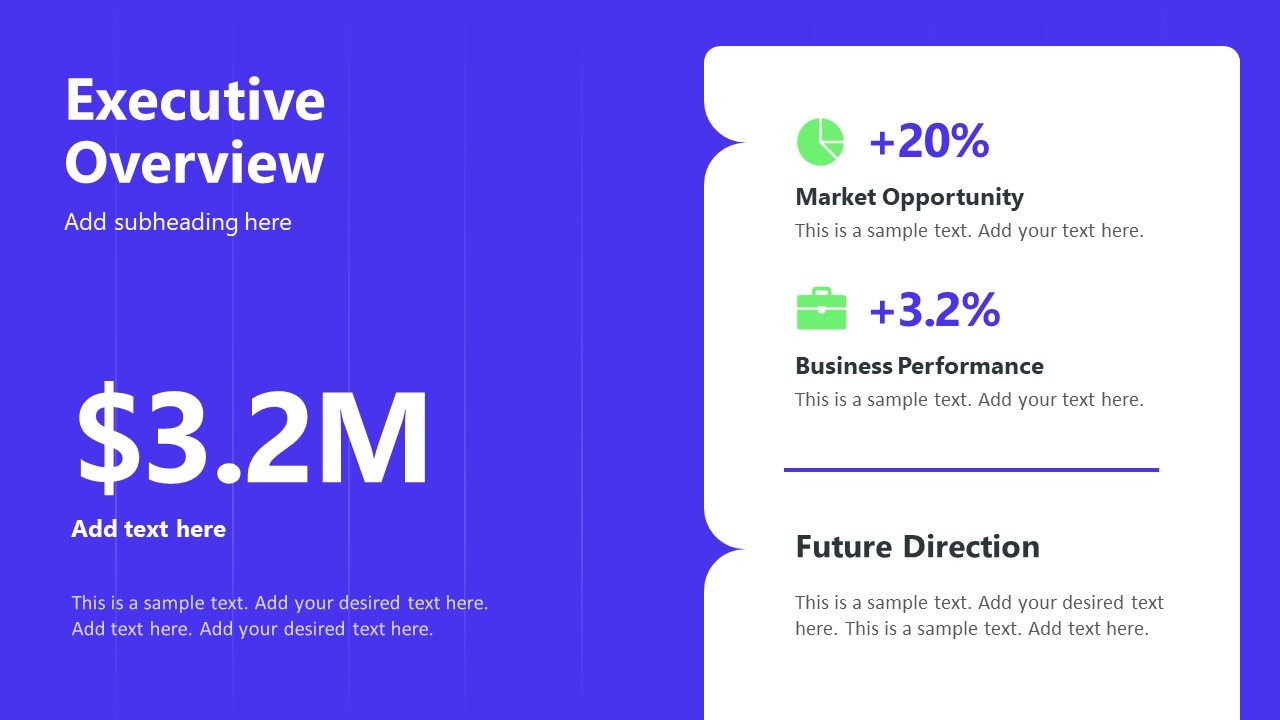 Executive
Overview
Add subheading here
$3.2M
Add text here
This is a sample text. Add your desired text here.
Add text here. Add your desired text here.
+20%
Market Opportunity
This is a sample text. Add your text here.
+3.2%
Business Performance
This is a sample text. Add your text here.
Future Direction
This is a sample text. Add your desired text
here. This is a sample text. Add text here.